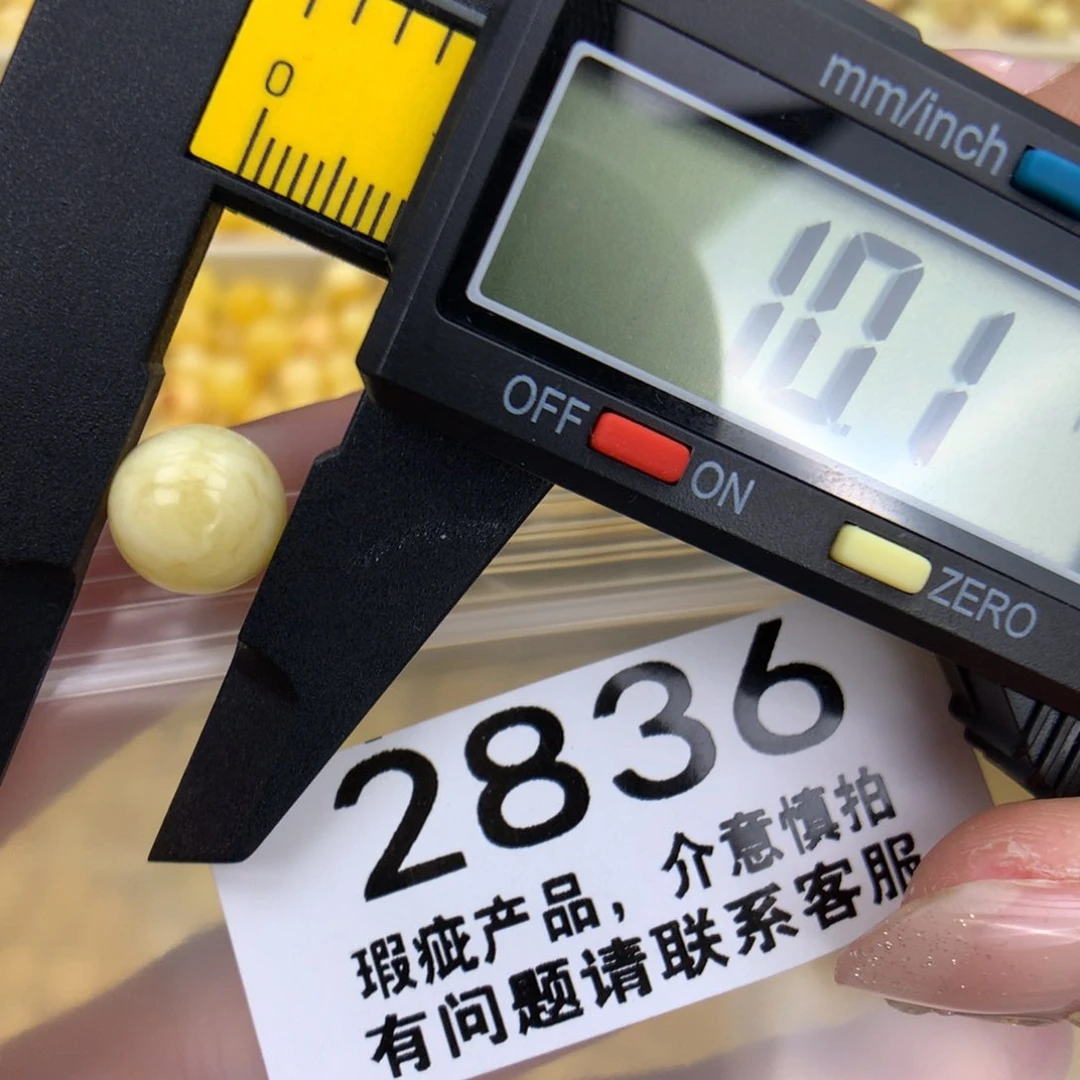 0
mm/inch
10.1
OFF
ON
ZERO
2836
瑕疵产品，介意慎拍
有问题请联系客服